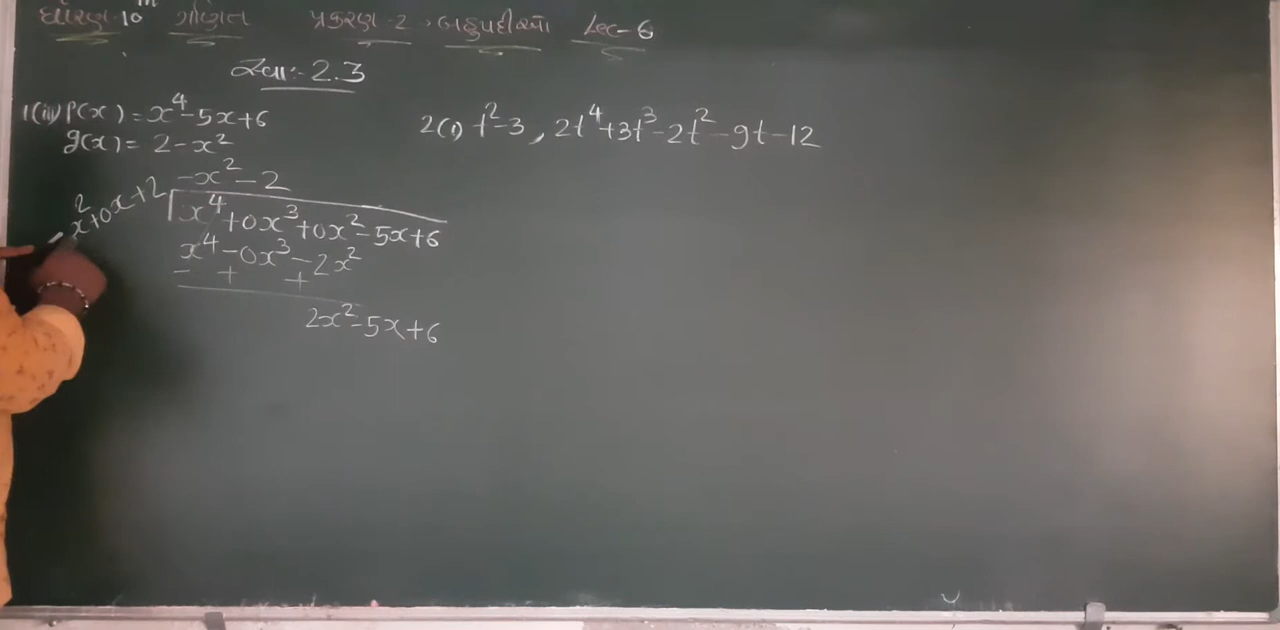 ધોરણ-10th ગણિત પ્રકરણ-2 → બહુપદીઓ Lec-6
સ્વા:-2.3
1(iii) P(x) = x⁴-5x+6
g(x) = 2-x²
-x²-2
-x²+0x+2
x⁴+0x³+0x²-5x+6
x⁴-0x³-2x²
- + +
2x²-5x+6
2(i) t²-3, 2t⁴+3t³-2t²-9t-12